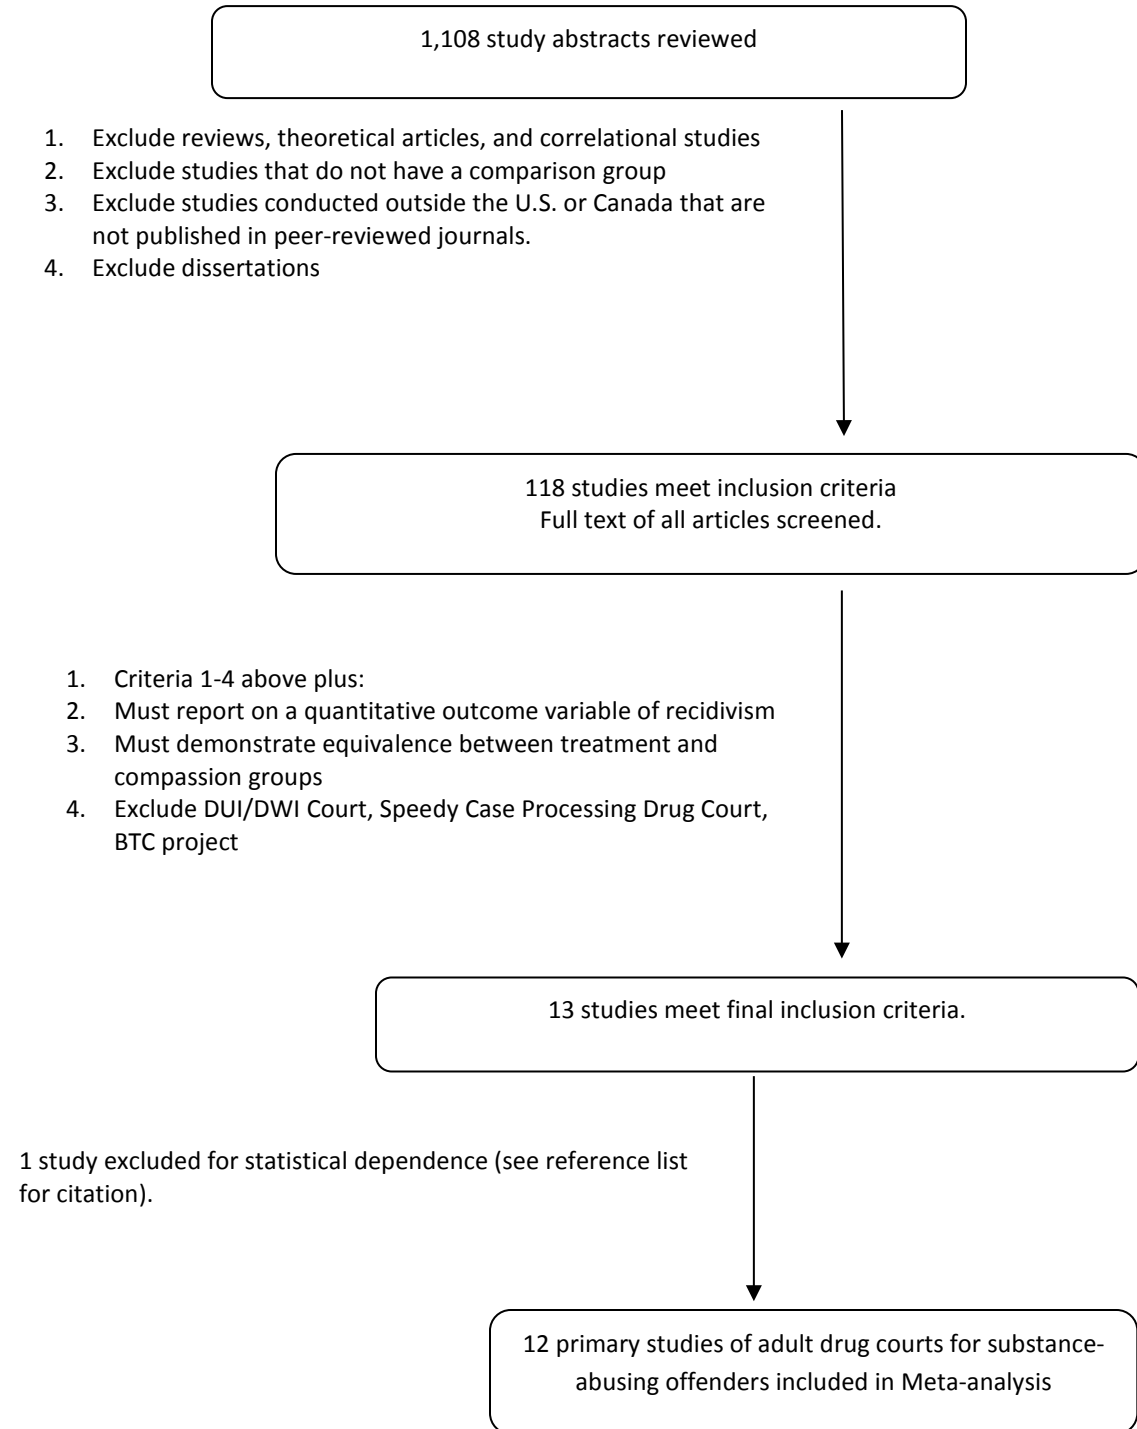 1,108 study abstracts reviewed
1. Exclude reviews, theoretical articles, and correlational studies
2. Exclude studies that do not have a comparison group
3. Exclude studies conducted outside the U.S. or Canada that are
not published in peer-reviewed journals.
4. Exclude dissertations
118 studies meet inclusion criteria
Full text of all articles screened.
1. Criteria 1-4 above plus:
2. Must report on a quantitative outcome variable of recidivism
3. Must demonstrate equivalence between treatment and
compassion groups
4. Exclude DUI/DWI Court, Speedy Case Processing Drug Court,
BTC project
13 studies meet final inclusion criteria.
1 study excluded for statistical dependence (see reference list
for citation).
12 primary studies of adult drug courts for substance-
abusing offenders included in Meta-analysis